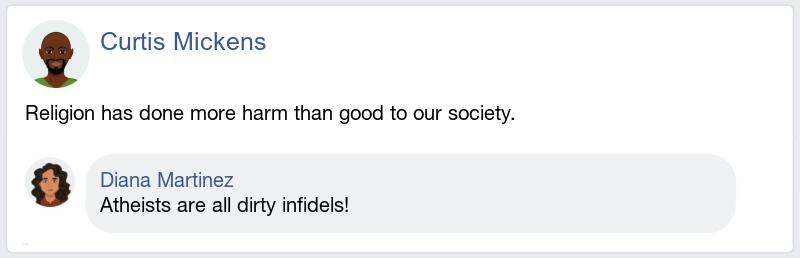 Curtis Mickens
Religion has done more harm than good to our society.
Diana Martinez
Atheists are all dirty infidels!